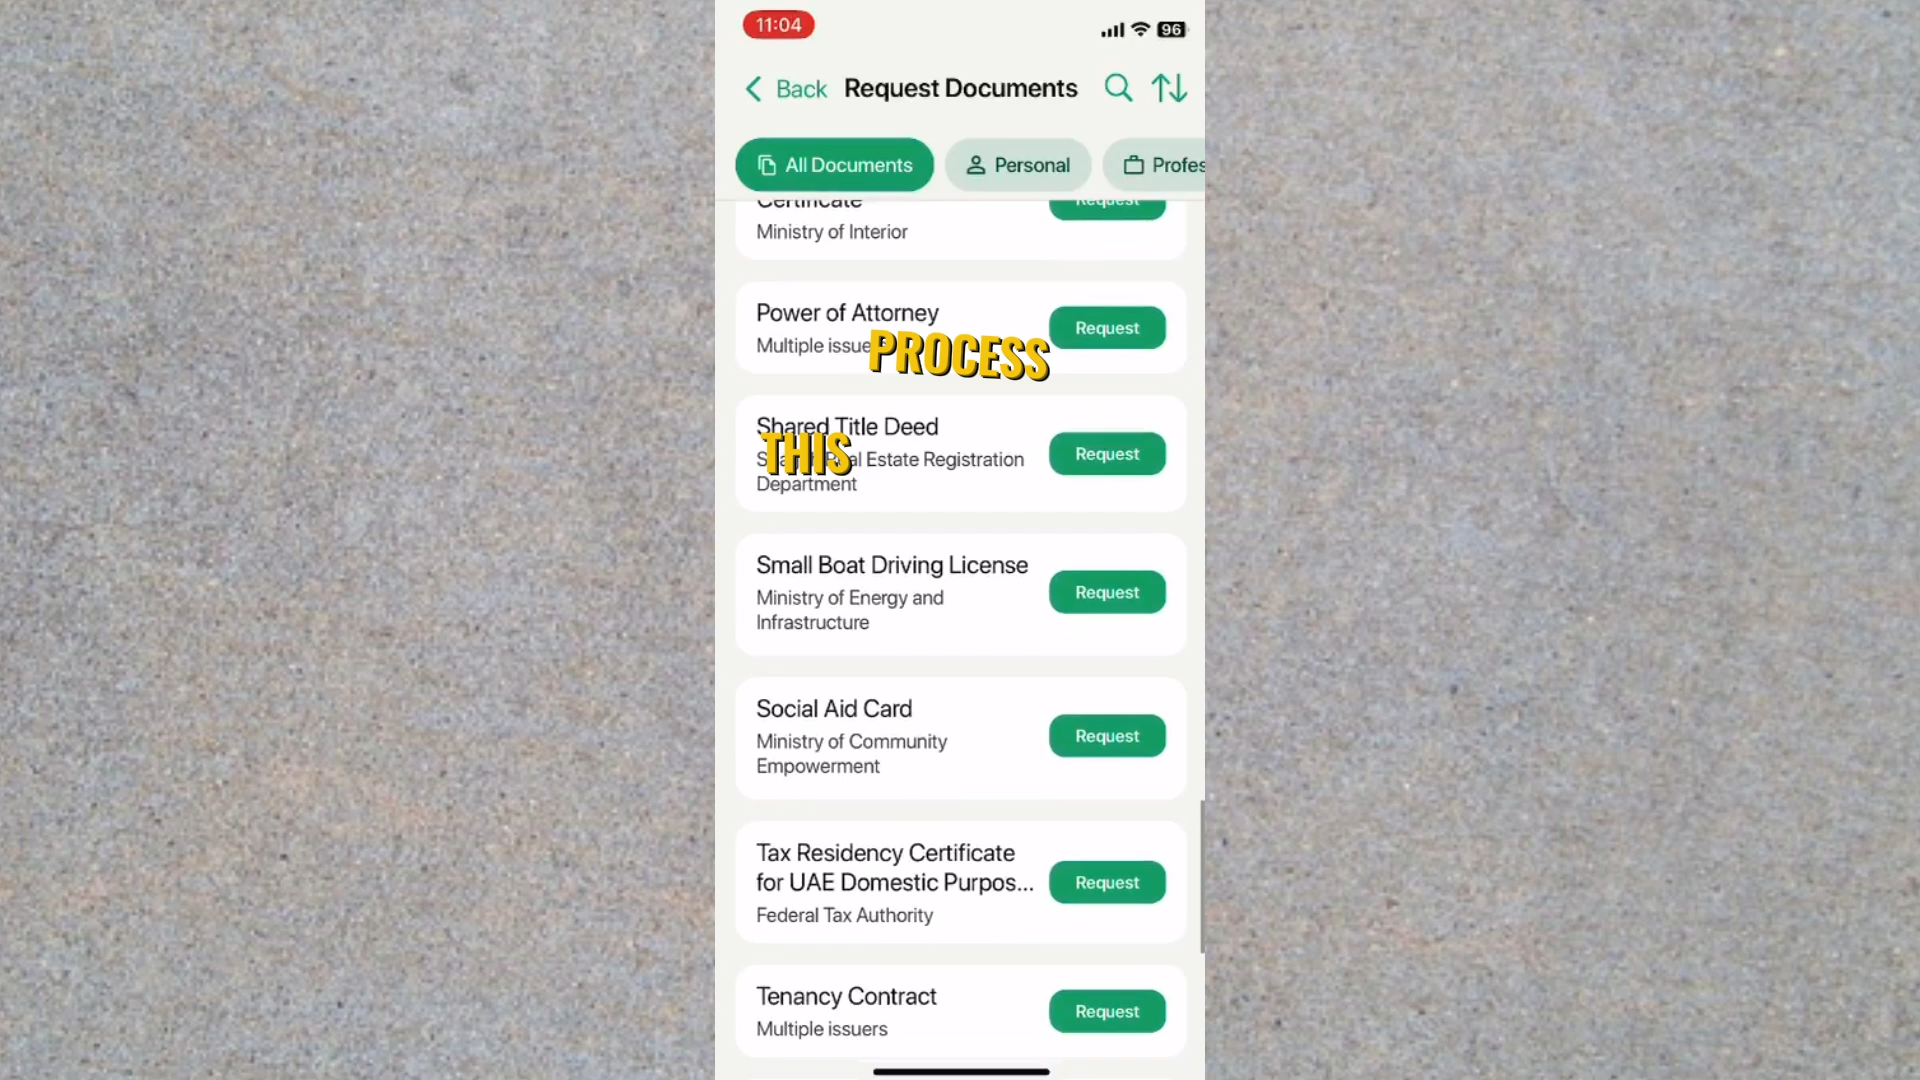 11:04
96
Back
Request Documents
All Documents
Personal
Profes
Certificate
Request
Ministry of Interior
Power of Attorney
Request
Multiple issue
PROCESS
Shared Title Deed
THIS
Real Estate Registration
Department
Request
Small Boat Driving License
Ministry of Energy and
Infrastructure
Request
Social Aid Card
Ministry of Community
Empowerment
Request
Tax Residency Certificate
for UAE Domestic Purpos...
Federal Tax Authority
Request
Tenancy Contract
Multiple issuers
Request